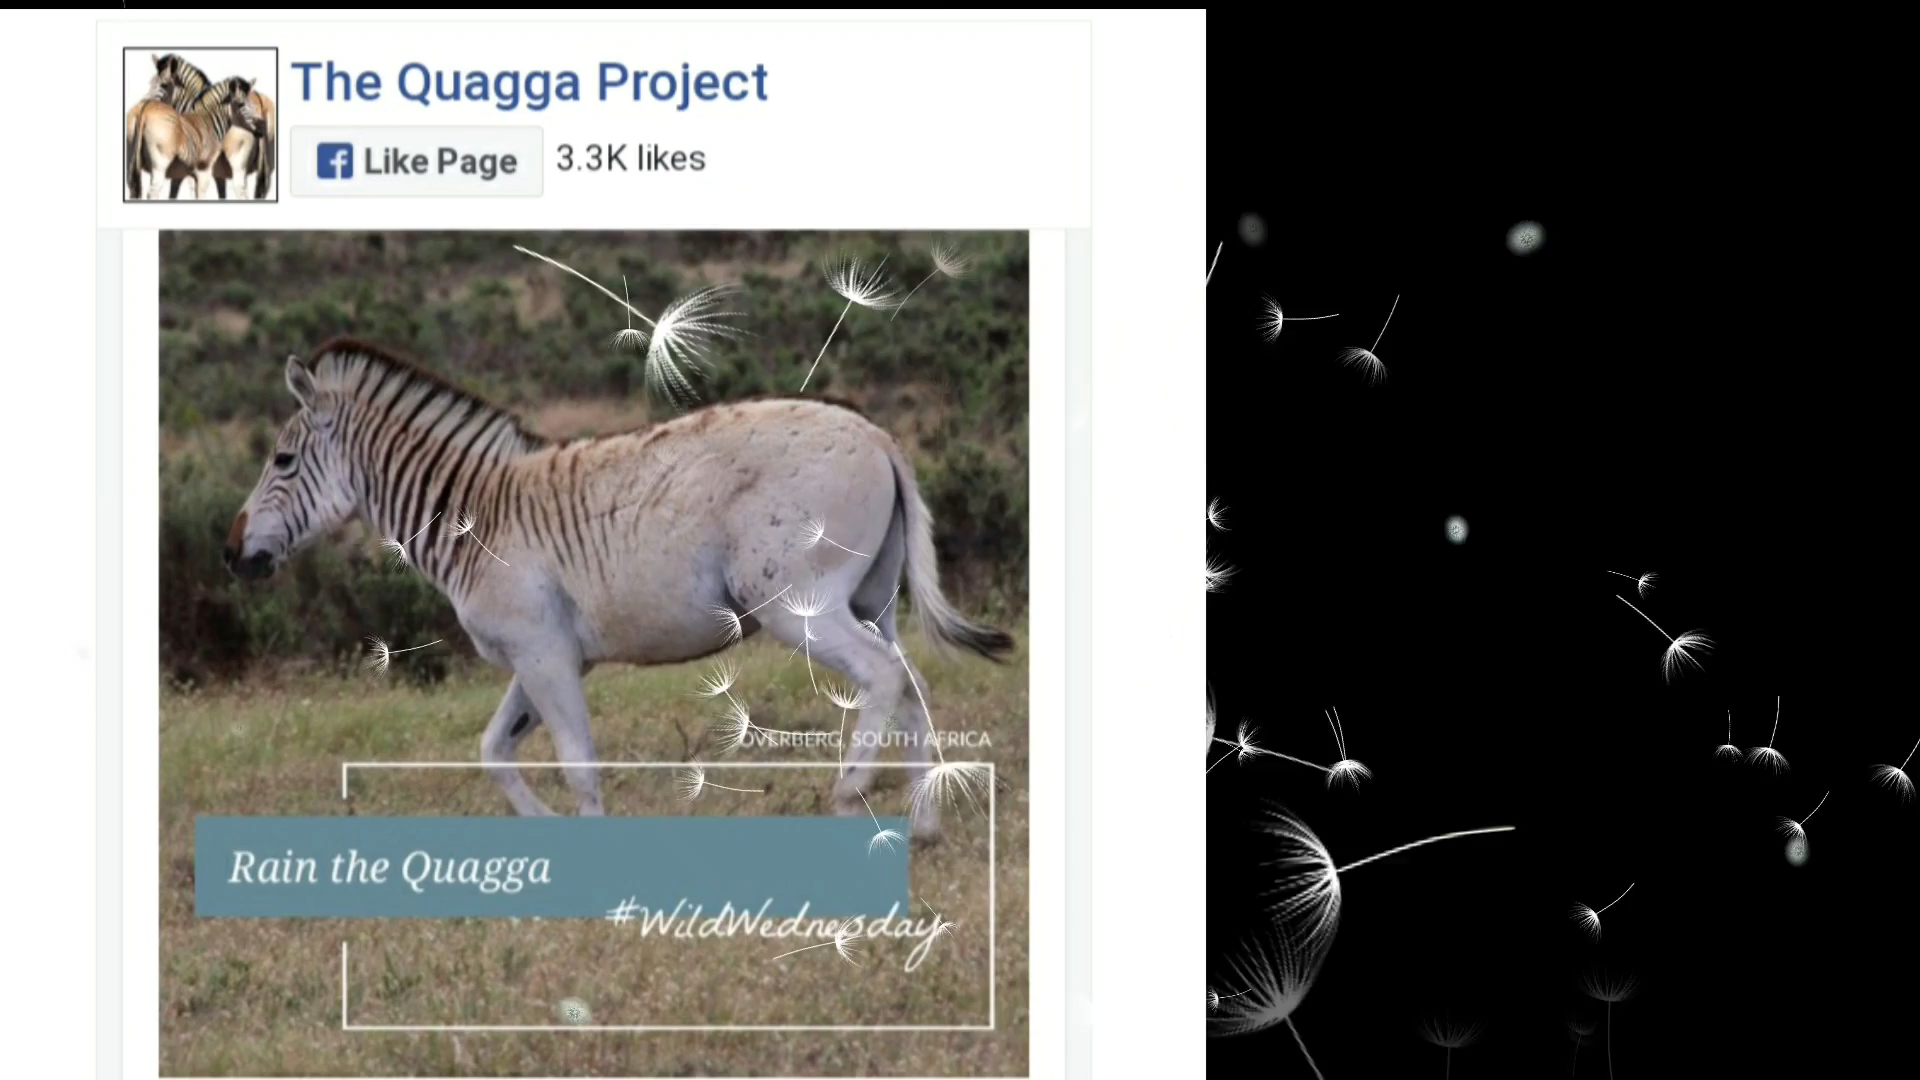 The Quagga Project
Like Page 3.3K likes
OVERBERG, SOUTH AFRICA
Rain the Quagga
#WildWednesday